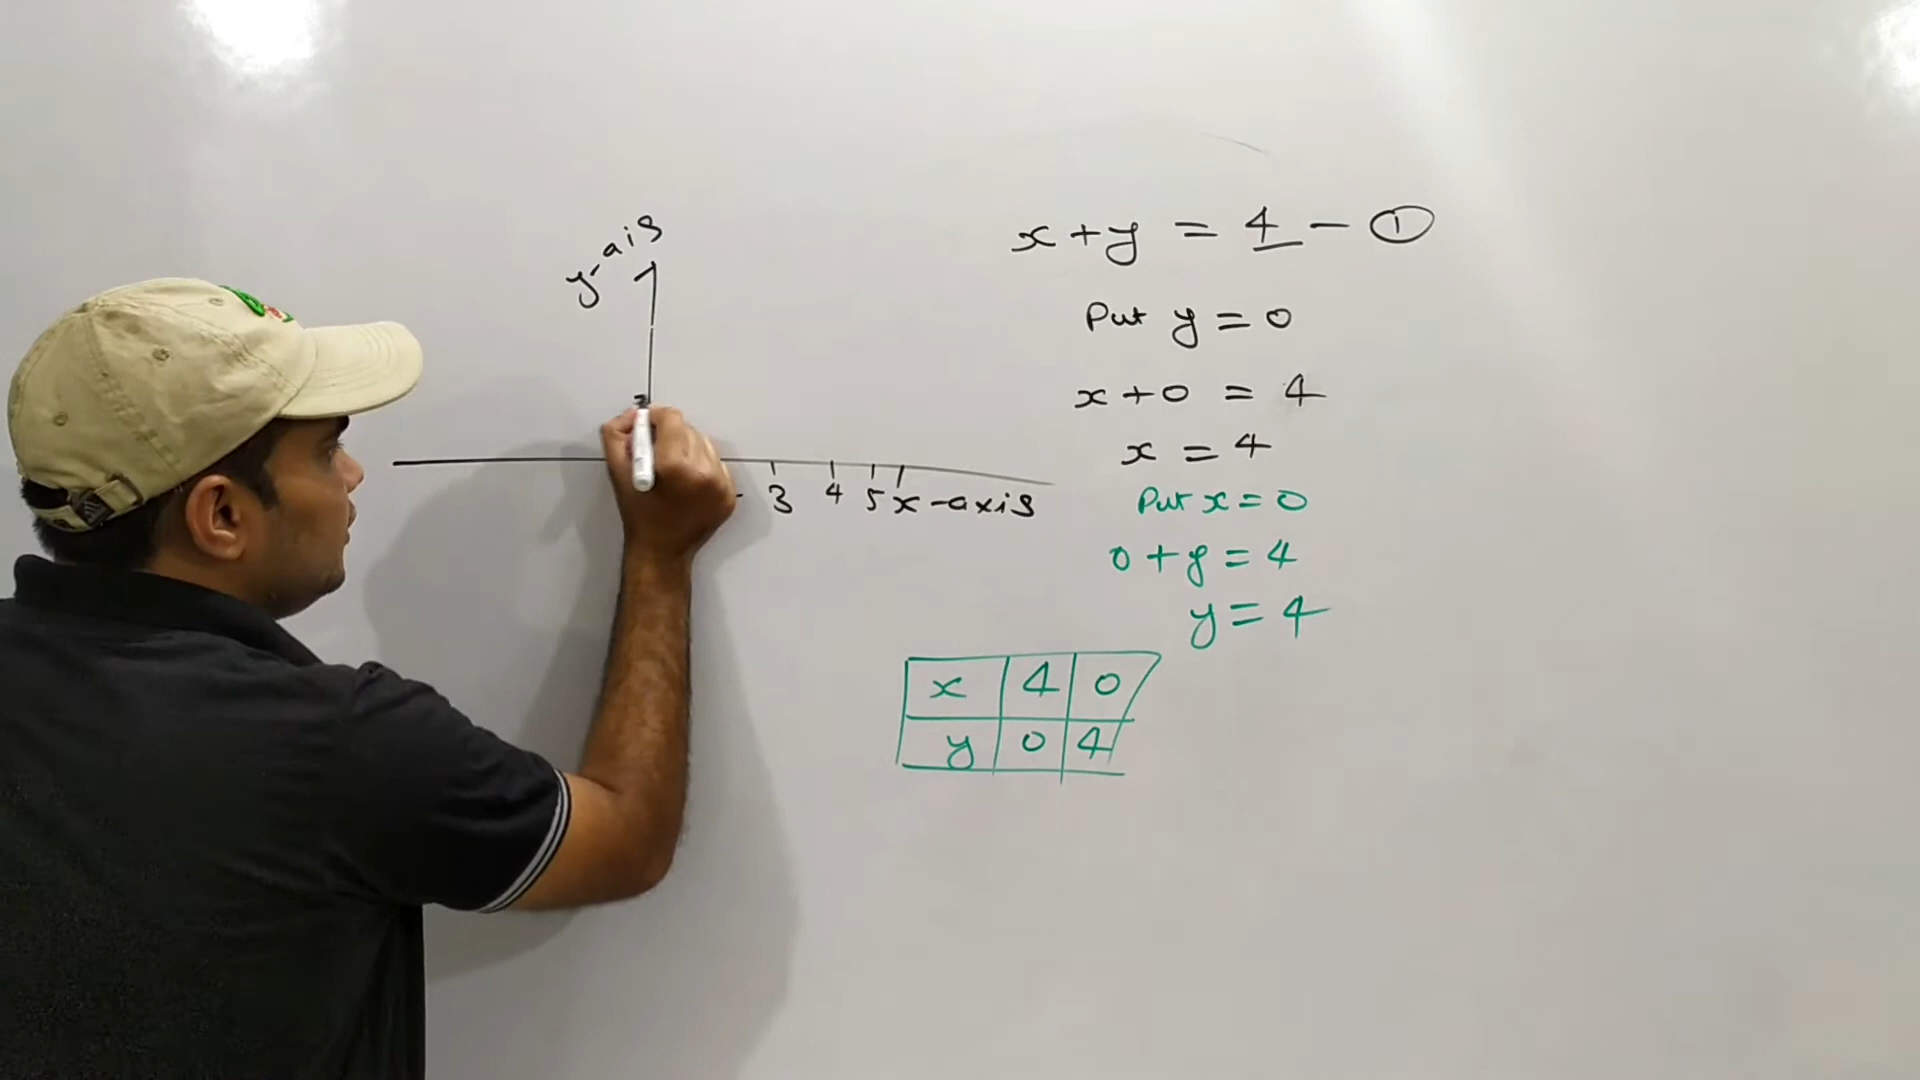 y-ais
3 4 5 x-axis
x+y = 4 - ①
Put y = 0
x+0 = 4
x = 4
Put x = 0
0+y = 4
y = 4
x 4 0
y 0 4